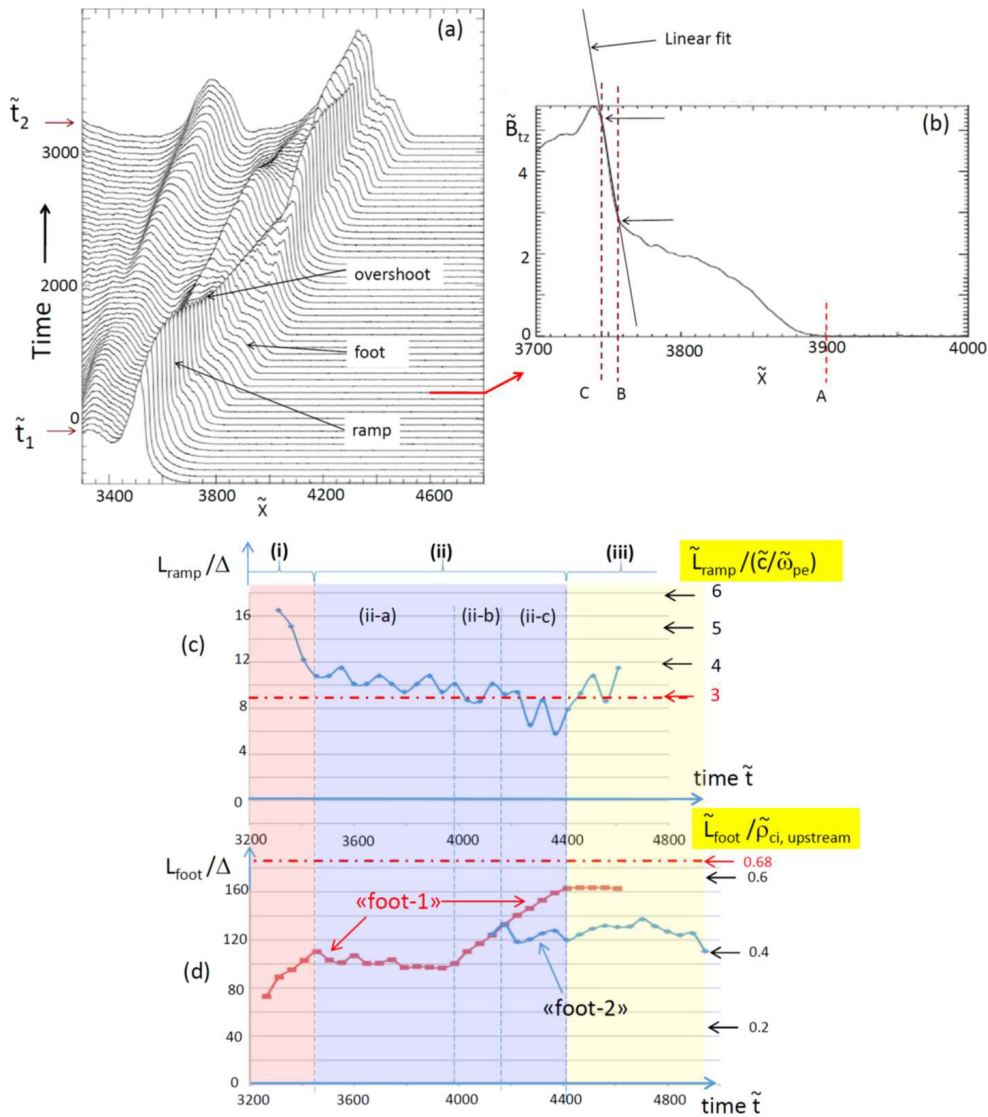 (a)
t̃₂
3000
2000
0
t̃₁
Time
overshoot
foot
ramp
3400 3800 4200 4600
x̃
Linear fit
(b)
B̃tz
4
2
0
3700 3800 3900 4000
x̃
C B A
(i) (ii) (iii)
Lramp/Δ
L̃ramp/(c̃/ω̃pe)
(ii-a) (ii-b) (ii-c)
(c)
16
12
8
4
0
6
5
4
3
time t̃
3200 3600 4000 4400 4800
Lfoot/Δ
L̃foot/ρ̃ci, upstream
0.68
0.6
0.4
0.2
160
120
80
40
0
«foot-1»
(d)
«foot-2»
3200 3600 4000 4400 4800
time t̃